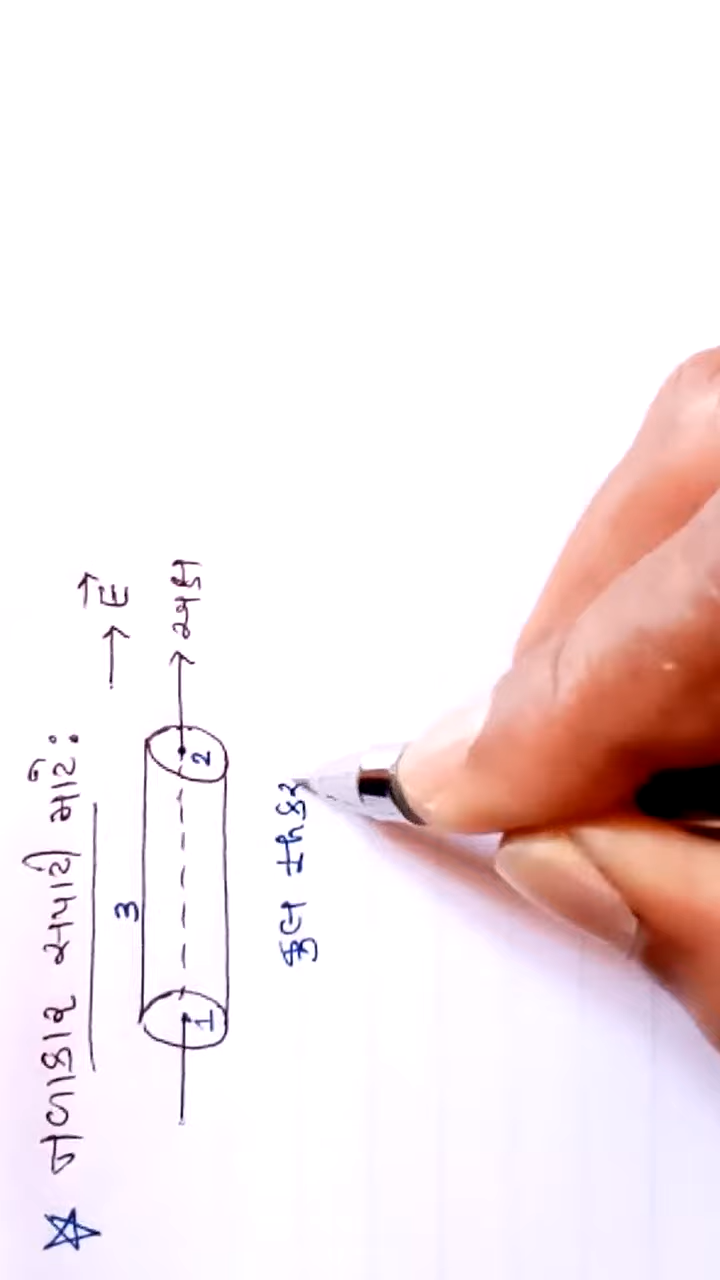 ☆ નળાકાર સપાટી માટે :
→ E⃗
3
1
2
→ અક્ષ
કુલ ફ્લક્સ